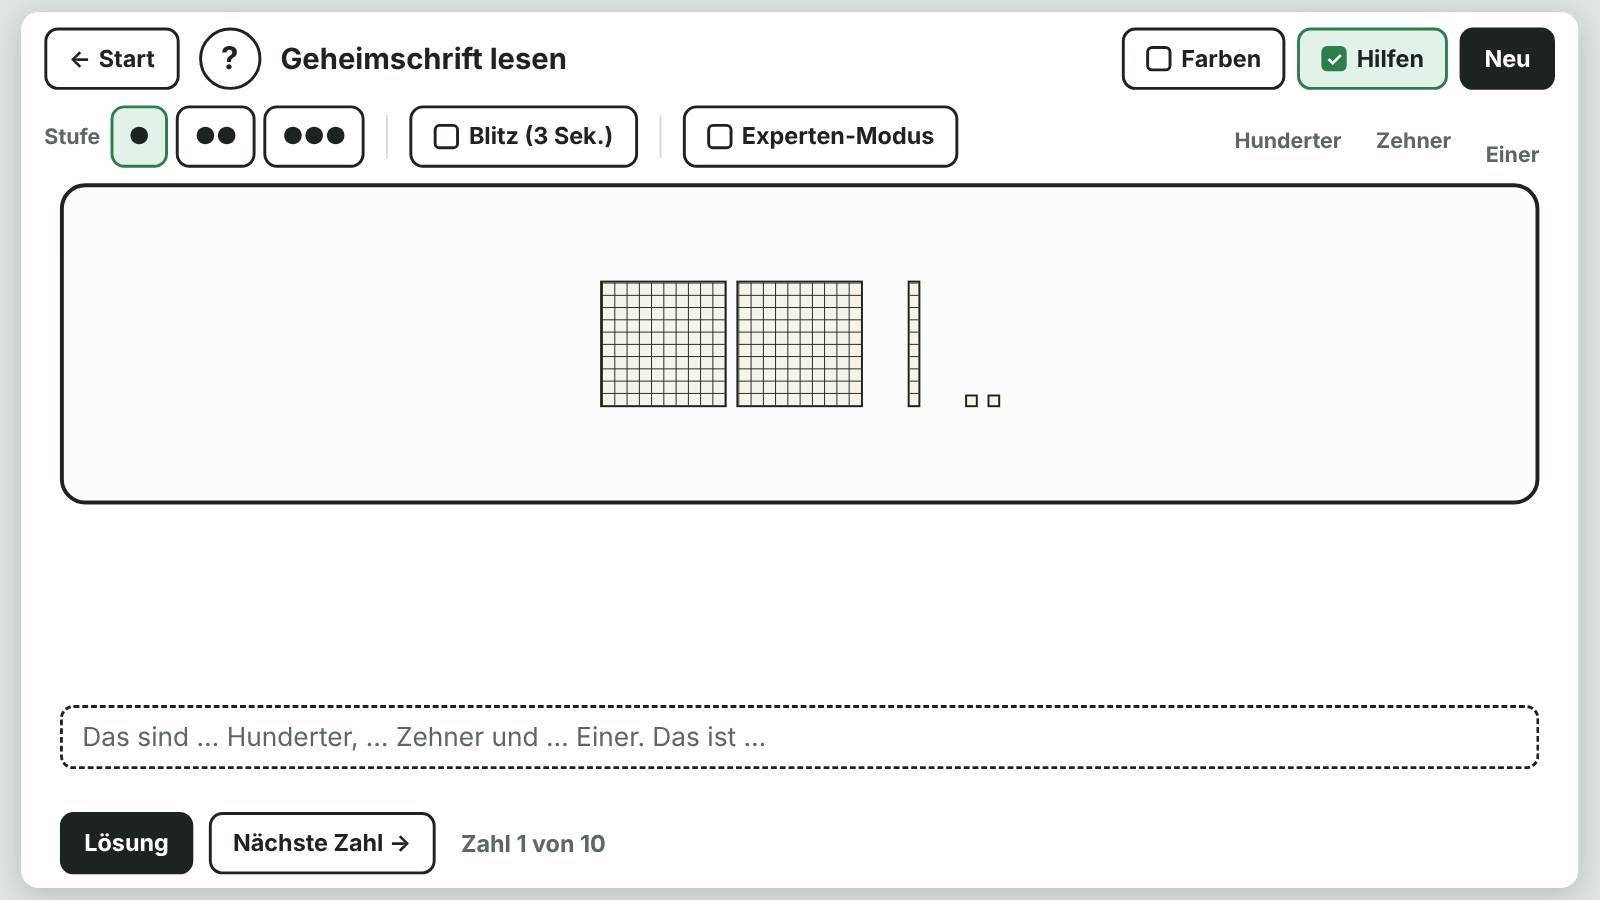 ← Start ? Geheimschrift lesen Farben Hilfen Neu
Stufe Blitz (3 Sek.) Experten-Modus Hunderter Zehner Einer
Das sind ... Hunderter, ... Zehner und ... Einer. Das ist ...
Lösung Nächste Zahl → Zahl 1 von 10